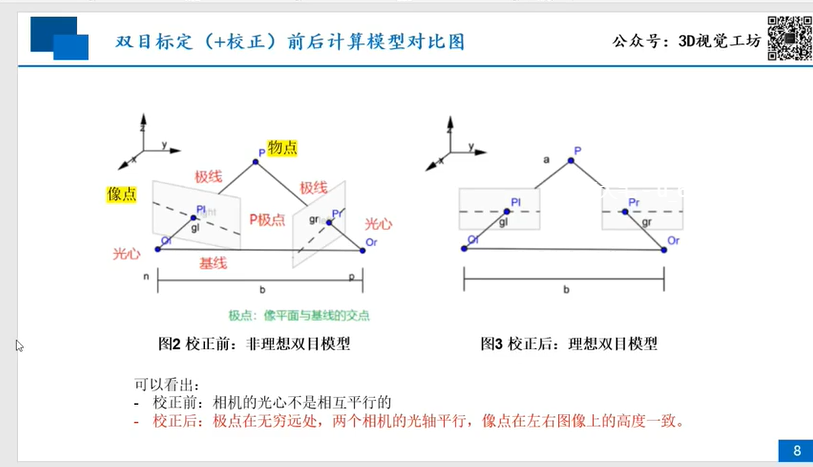 双目标定（+校正）前后计算模型对比图
公众号：3D视觉工坊
z
y
x
P
物点
极线
极线
像点
Pl
gl
P极点
gr
Pr
光心
Ol
Or
光心
基线
n
p
b
极点：像平面与基线的交点
图2 校正前：非理想双目模型
z
y
x
a
P
Pl
gl
Pr
gr
Ol
Or
b
图3 校正后：理想双目模型
可以看出：
- 校正前：相机的光心不是相互平行的
- 校正后：极点在无穷远处，两个相机的光轴平行，像点在左右图像上的高度一致。
8